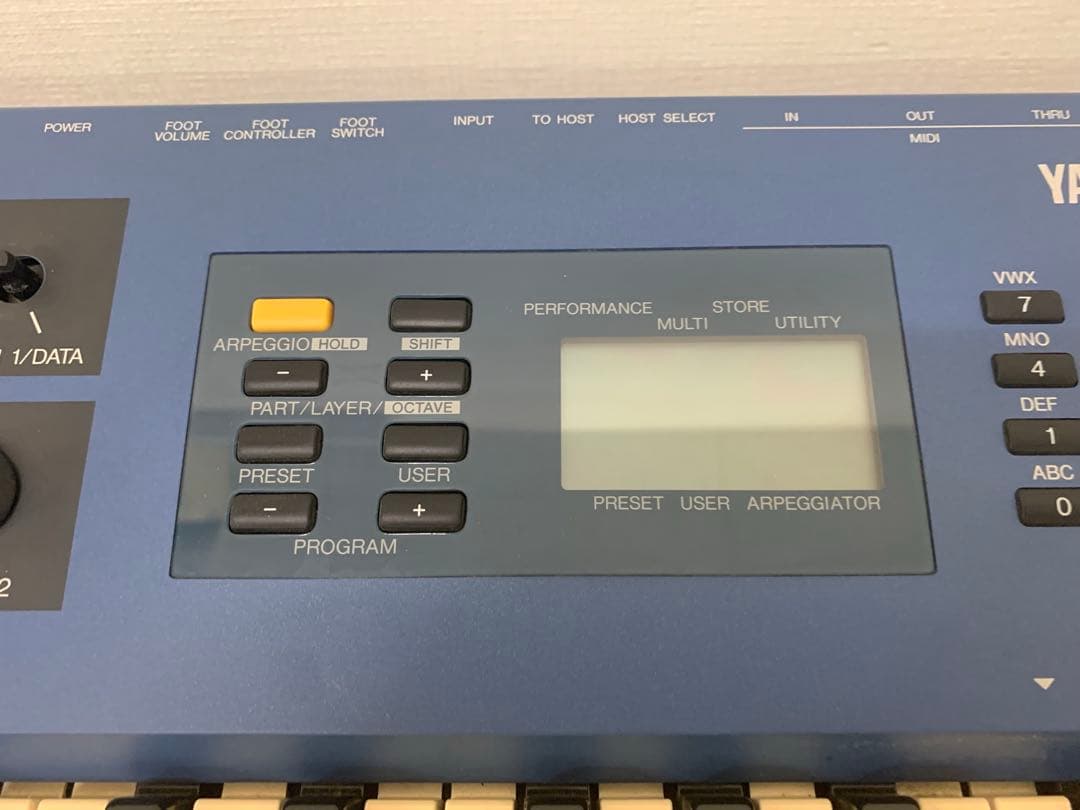 POWER
FOOT VOLUME
FOOT CONTROLLER
FOOT SWITCH
INPUT
TO HOST
HOST SELECT
IN
OUT
THRU
MIDI
1/DATA
2
ARPEGGIO HOLD
SHIFT
− +
PART/LAYER/ OCTAVE
PRESET USER
− +
PROGRAM
PERFORMANCE
STORE
MULTI
UTILITY
PRESET USER ARPEGGIATOR
VWX
7
MNO
4
DEF
1
ABC
0